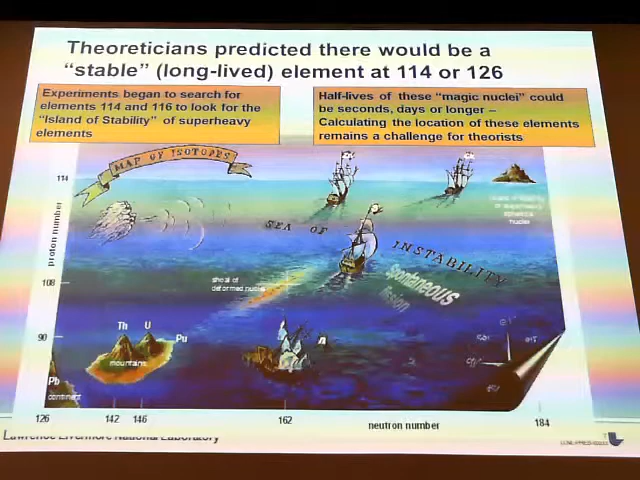 Theoreticians predicted there would be a
“stable” (long-lived) element at 114 or 126
Experiments began to search for
elements 114 and 116 to look for the
“Island of Stability” of superheavy
elements
Half-lives of these “magic nuclei” could
be seconds, days or longer –
Calculating the location of these elements
remains a challenge for theorists
MAP OF ISOTOPES
114
proton number
SEA OF INSTABILITY
nuclei
108
shoal of
deformed nuclei
Spontaneous
fission
90
Th U
Pu
mountains
Pb
continent
126
142
146
162
neutron number
184
Lawrence Livermore National Laboratory